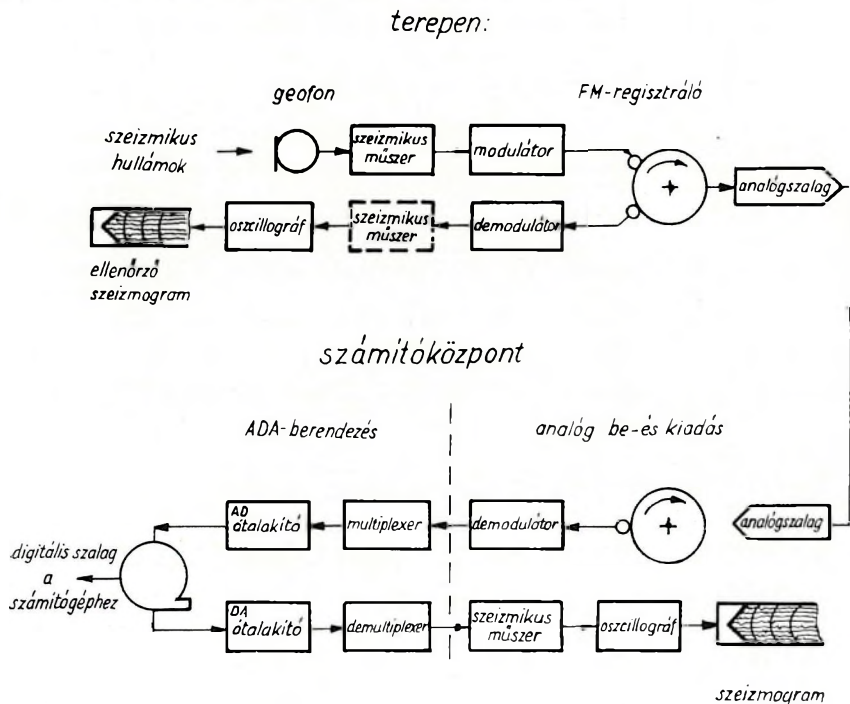 terepen:
geofon
FM-regisztráló
szeizmikus
hullámok
szeizmikus
műszer
modulátor
analógszalag
oszcillográf
szeizmikus
műszer
demodulátor
ellenőrző
szeizmogram
számítóközpont
ADA-berendezés
analóg be-és kiadás
AD
átalakító
multiplexer
demodulátor
analógszalag
digitális szalag
a
számítógéphez
DA
átalakító
demultiplexer
szeizmikus
műszer
oszcillográf
szeizmogram